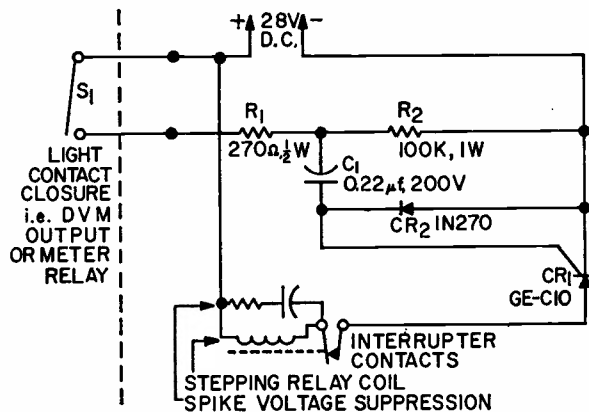 + 28V -
D.C.
S1
R1
270Ω,½W
R2
100K, 1W
LIGHT
CONTACT
CLOSURE
i.e. DVM
OUTPUT
OR METER
RELAY
C1
0.22µf, 200V
CR2 IN270
CR1
GE-C10
INTERRUPTER
CONTACTS
STEPPING RELAY COIL
SPIKE VOLTAGE SUPPRESSION